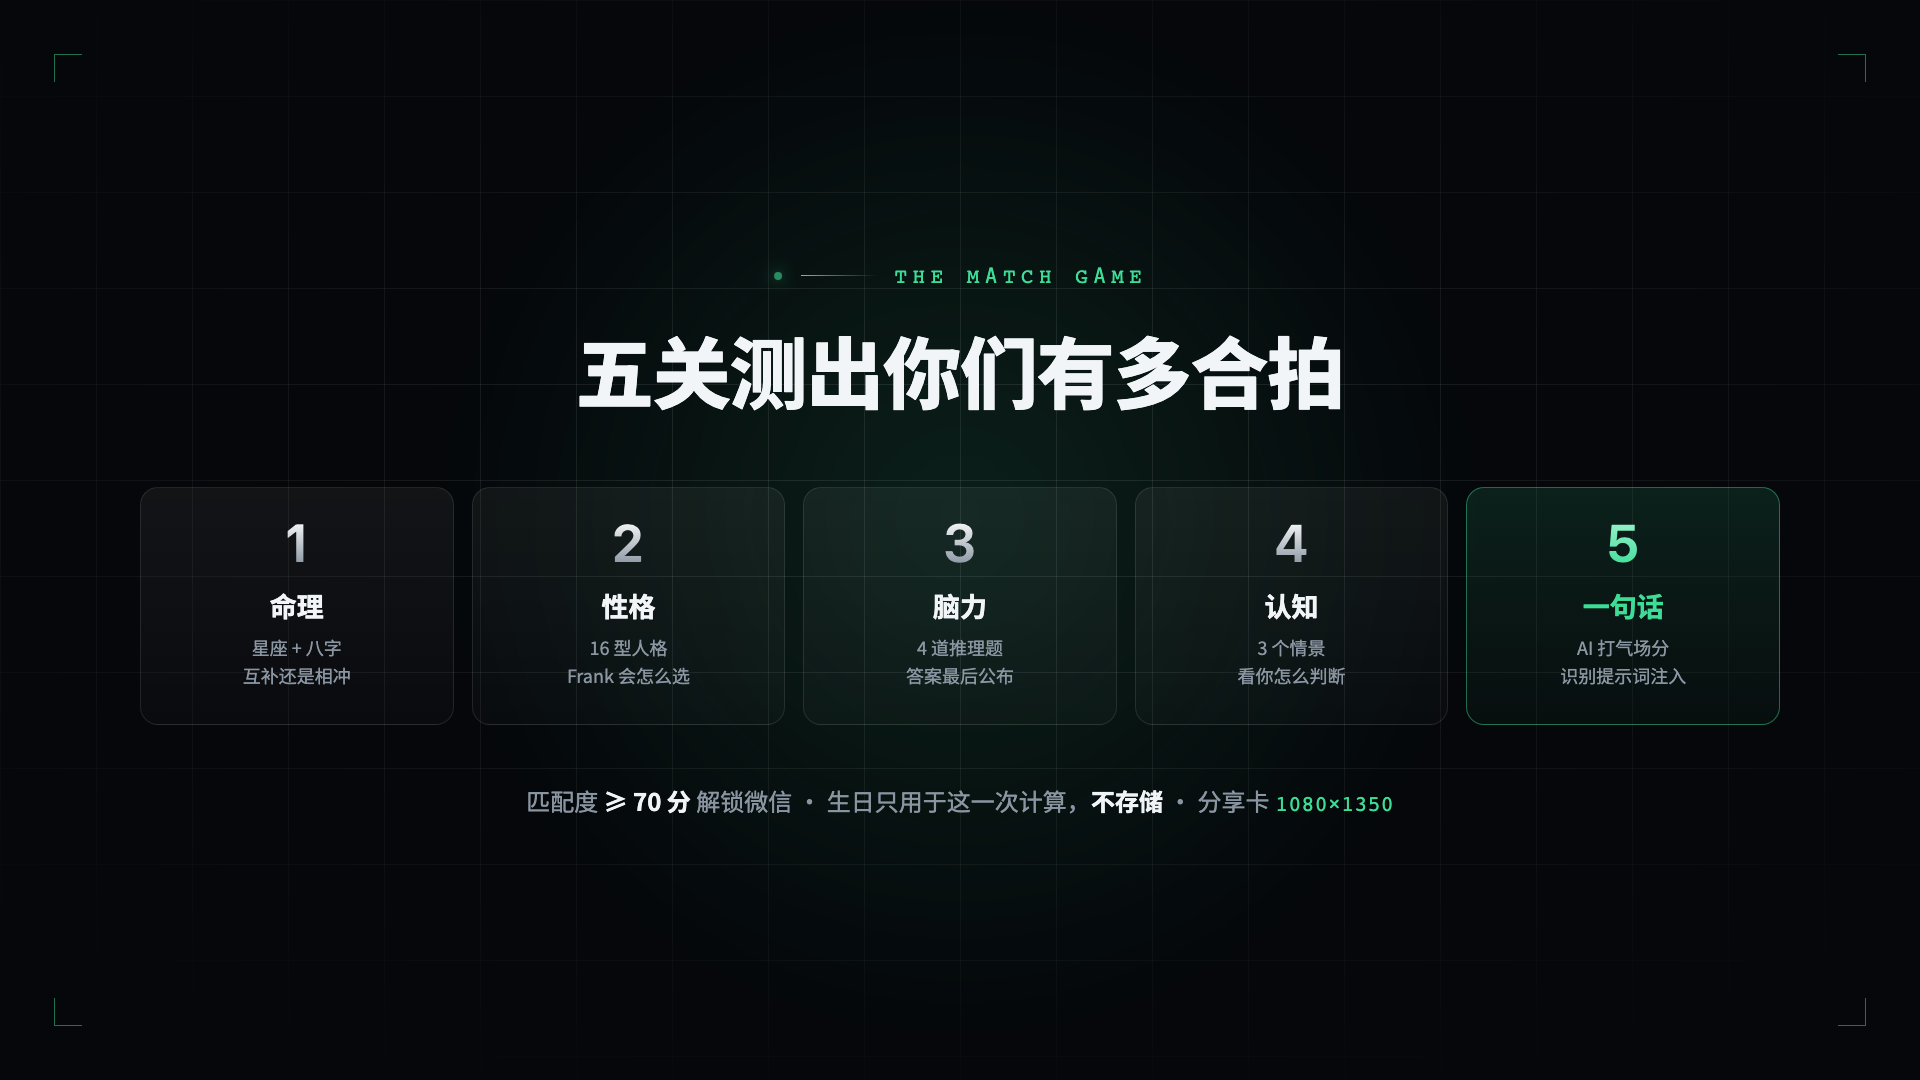 THE MATCH GAME
五关测出你们有多合拍
1
命理
星座 + 八字
互补还是相冲
2
性格
16 型人格
Frank 会怎么选
3
脑力
4 道推理题
答案最后公布
4
认知
3 个情景
看你怎么判断
5
一句话
AI 打气场分
识别提示词注入
匹配度 ≥ 70 分 解锁微信 · 生日只用于这一次计算，不存储 · 分享卡 1080×1350